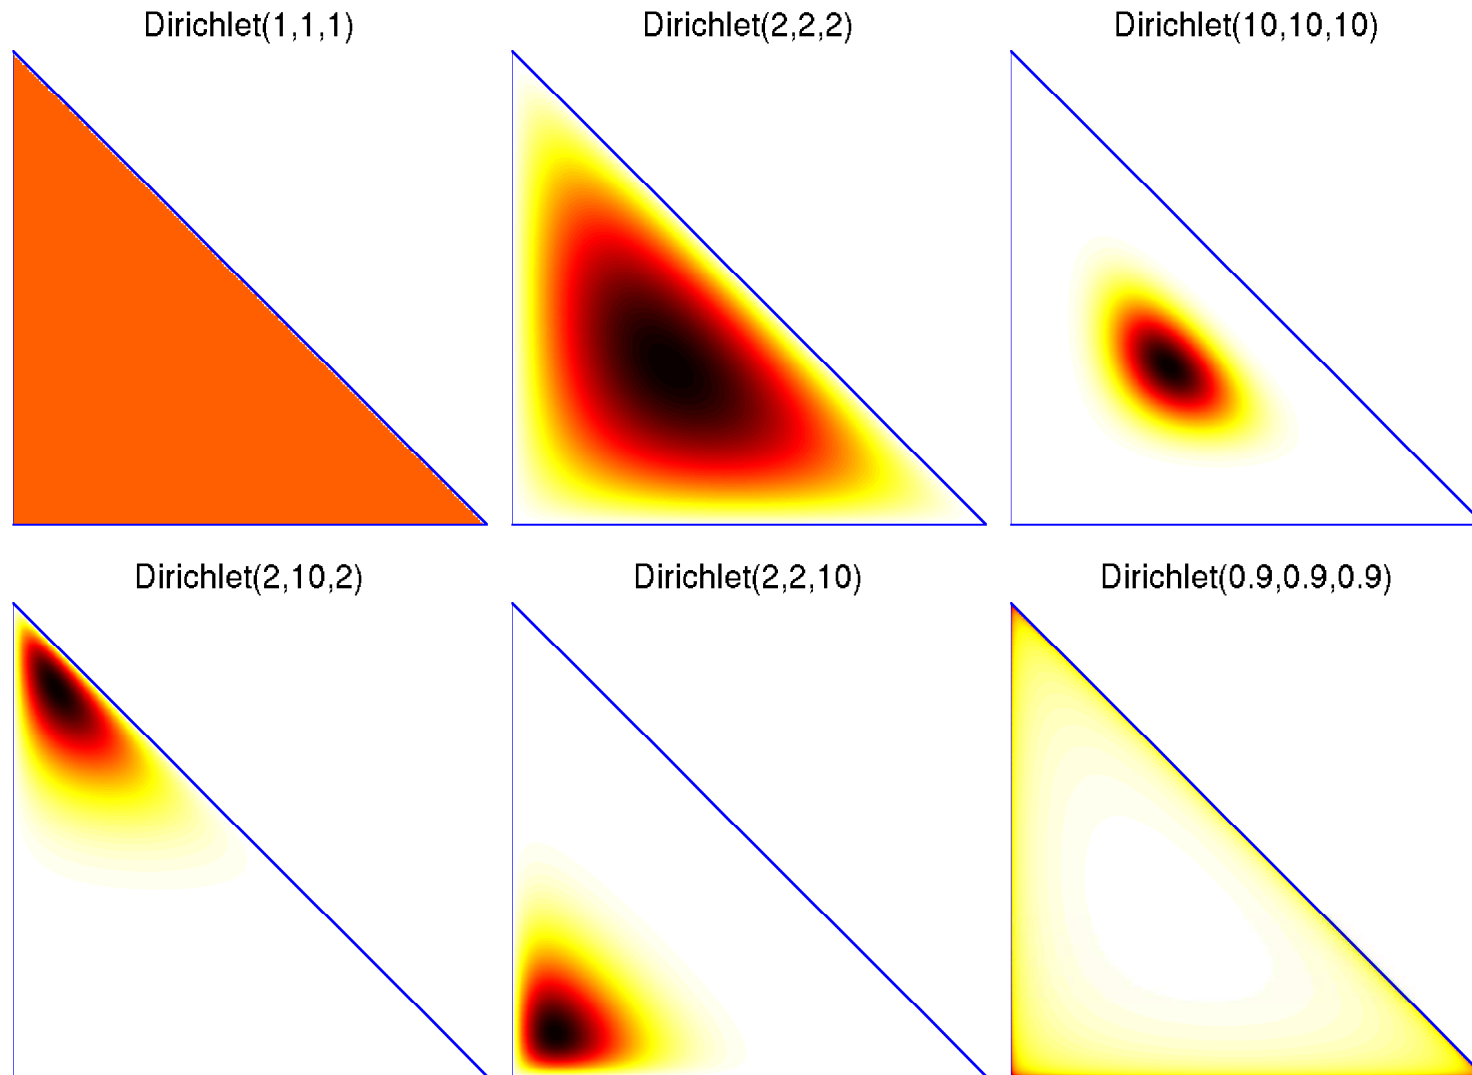 Dirichlet(1,1,1)
Dirichlet(2,2,2)
Dirichlet(10,10,10)
Dirichlet(2,10,2)
Dirichlet(2,2,10)
Dirichlet(0.9,0.9,0.9)